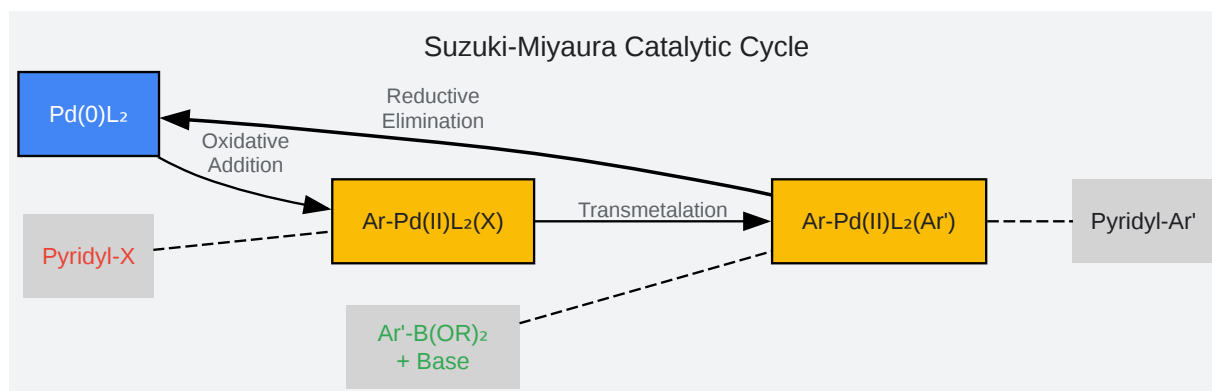 Suzuki-Miyaura Catalytic Cycle
Pd(0)L₂
Reductive
Elimination
Oxidative
Addition
Ar-Pd(II)L₂(X)
Transmetalation
Ar-Pd(II)L₂(Ar')
Pyridyl-Ar'
Pyridyl-X
Ar'-B(OR)₂
+ Base